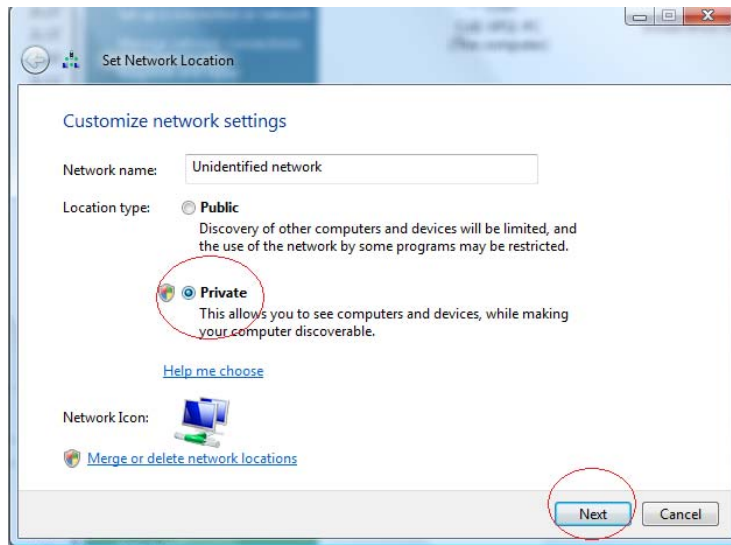 Set Network Location
Customize network settings
Network name:
Unidentified network
Location type:
Public
Discovery of other computers and devices will be limited, and
the use of the network by some programs may be restricted.
Private
This allows you to see computers and devices, while making
your computer discoverable.
Help me choose
Network Icon:
Merge or delete network locations
Next
Cancel